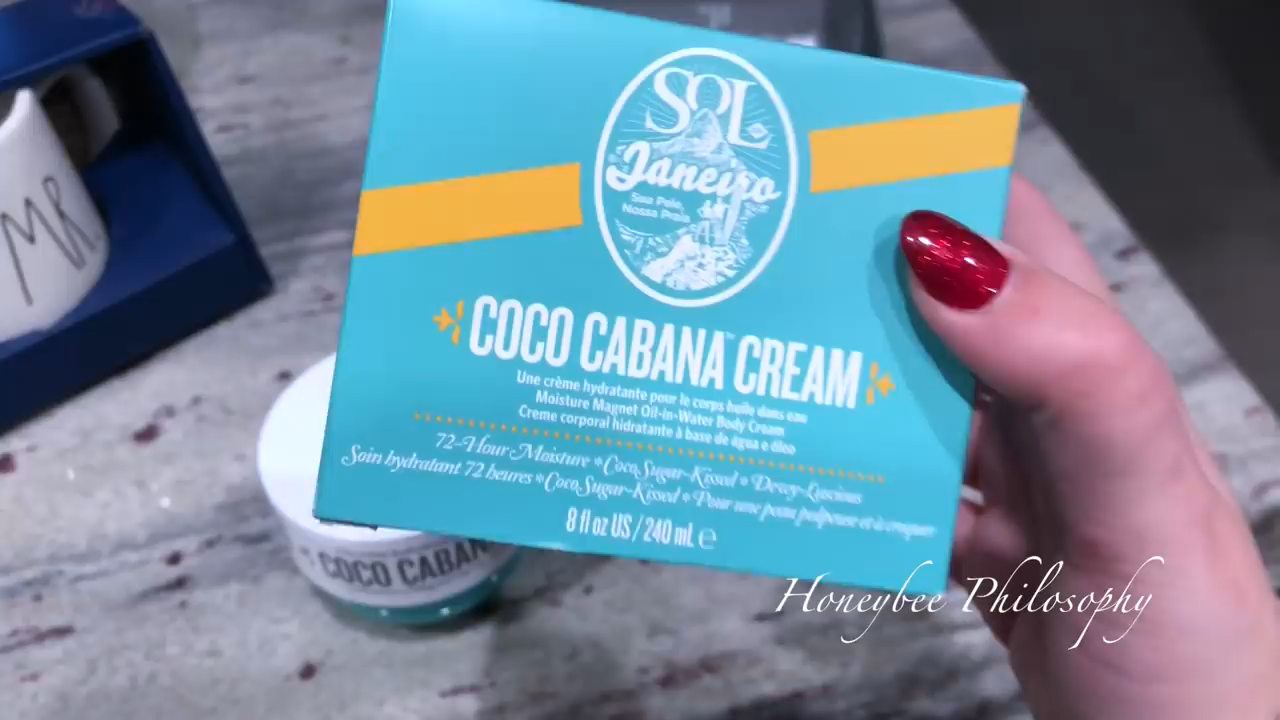 SOL
Janeiro
Sua Pele,
Nossa Praia
MR
COCO CABANA™ CREAM
Une crème hydratante pour le corps huile dans eau
Moisture Magnet Oil-in-Water Body Cream
Creme corporal hidratante à base de água e óleo
72-Hour Moisture * Coco Sugar-Kissed * Dewy-Luscious
Soin hydratant 72 heures * Coco Sugar-Kissed * Pour une peau pulpeuse et à croquer
8 fl oz US / 240 mL ℮
COCO CABAN
Honeybee Philosophy